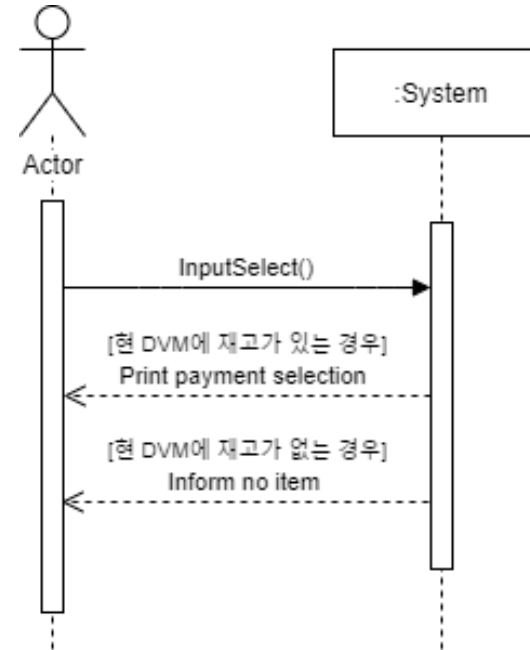 :System
Actor
InputSelect()
[현 DVM에 재고가 있는 경우]
Print payment selection
[현 DVM에 재고가 없는 경우]
Inform no item